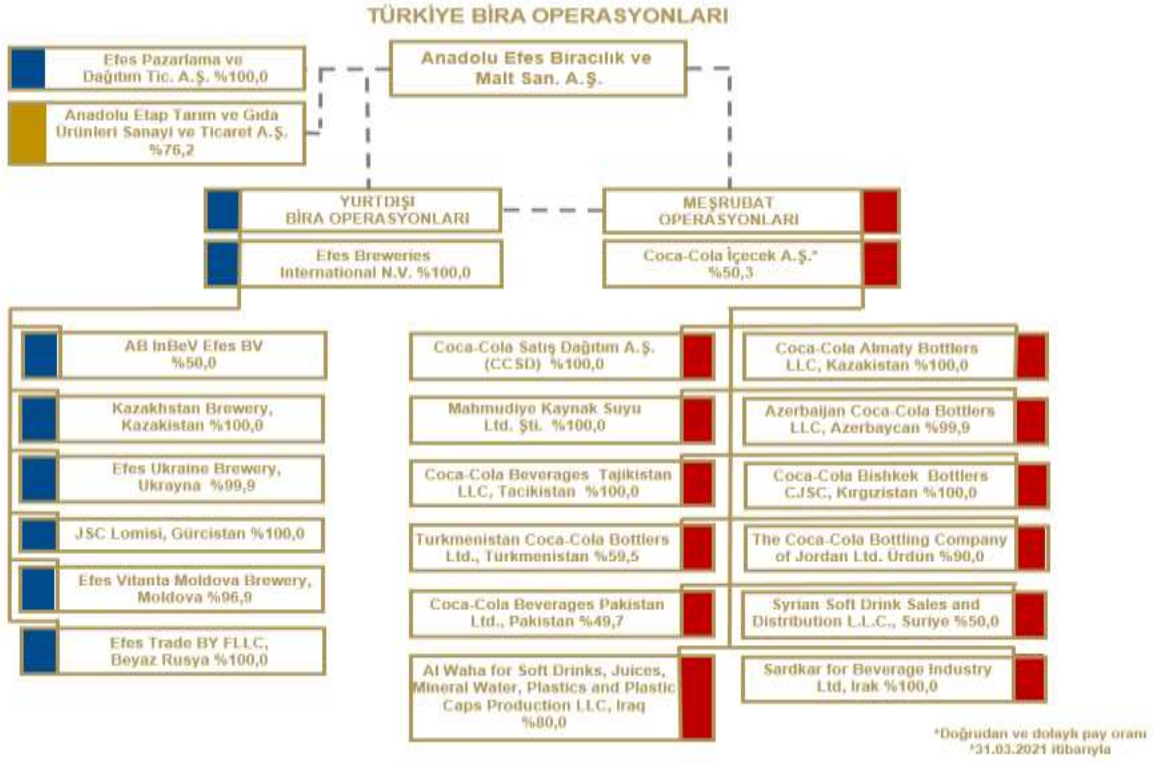 TÜRKİYE BİRA OPERASYONLARI
Efes Pazarlama ve
Dağıtım Tic. A.Ş. %100,0
Anadolu Efes Biracılık ve
Malt San. A.Ş.
Anadolu Etap Tarım ve Gıda
Ürünleri Sanayi ve Ticaret A.Ş.
%76,2
YURTDIŞI
BİRA OPERASYONLARI
MEŞRUBAT
OPERASYONLARI
Efes Breweries
International N.V. %100,0
Coca-Cola İçecek A.Ş.*
%50,3
AB InBeV Efes BV
%50,0
Kazakhstan Brewery,
Kazakistan %100,0
Efes Ukraine Brewery,
Ukrayna %99,9
JSC Lomisi, Gürcistan %100,0
Efes Vitanta Moldova Brewery,
Moldova %96,9
Efes Trade BY FLLC,
Beyaz Rusya %100,0
Coca-Cola Satış Dağıtım A.Ş.
(CCSD) %100,0
Mahmudiye Kaynak Suyu
Ltd. Şti. %100,0
Coca-Cola Beverages Tajikistan
LLC, Tacikistan %100,0
Turkmenistan Coca-Cola Bottlers
Ltd., Türkmenistan %59,5
Coca-Cola Beverages Pakistan
Ltd., Pakistan %49,7
Al Waha for Soft Drinks, Juices,
Mineral Water, Plastics and Plastic
Caps Production LLC, Iraq
%80,0
Coca-Cola Almaty Bottlers
LLC, Kazakistan %100,0
Azerbaijan Coca-Cola Bottlers
LLC, Azerbaycan %99,9
Coca-Cola Bishkek Bottlers
CJSC, Kırgızistan %100,0
The Coca-Cola Bottling Company
of Jordan Ltd. Ürdün %90,0
Syrian Soft Drink Sales and
Distribution L.L.C., Suriye %50,0
Sardkar for Beverage Industry
Ltd, Irak %100,0
*Doğrudan ve dolaylı pay oranı
*31.03.2021 itibarıyla